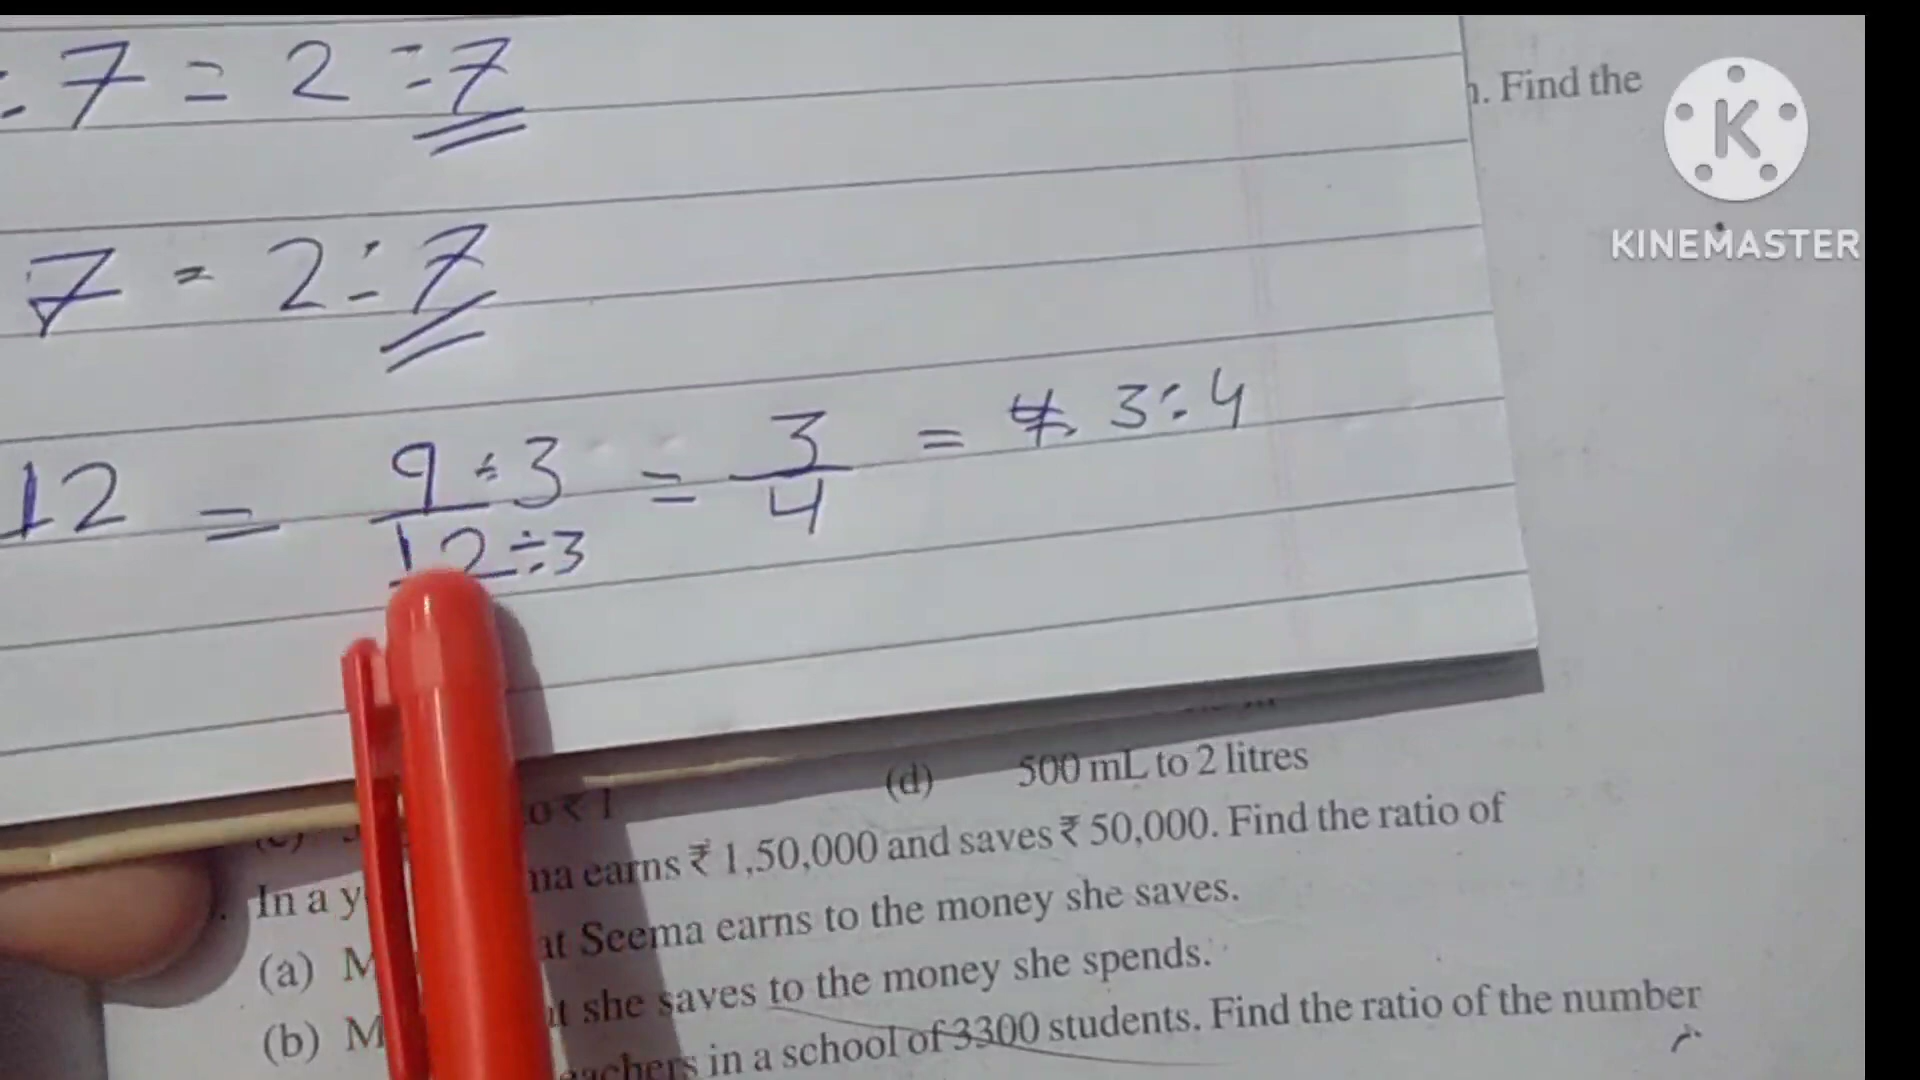 : 7 = 2 : 7
. Find the
KINEMASTER
7 = 2 : 7
12 = 9 ÷ 3 / 12 ÷ 3 = 3 / 4 = 3 : 4
(d) 500 mL to 2 litres
(c) ₹ 1
In a y earns ₹ 1,50,000 and saves ₹ 50,000. Find the ratio of
(a) M at Seema earns to the money she saves.
(b) M she saves to the money she spends.
in a school of 3300 students. Find the ratio of the number